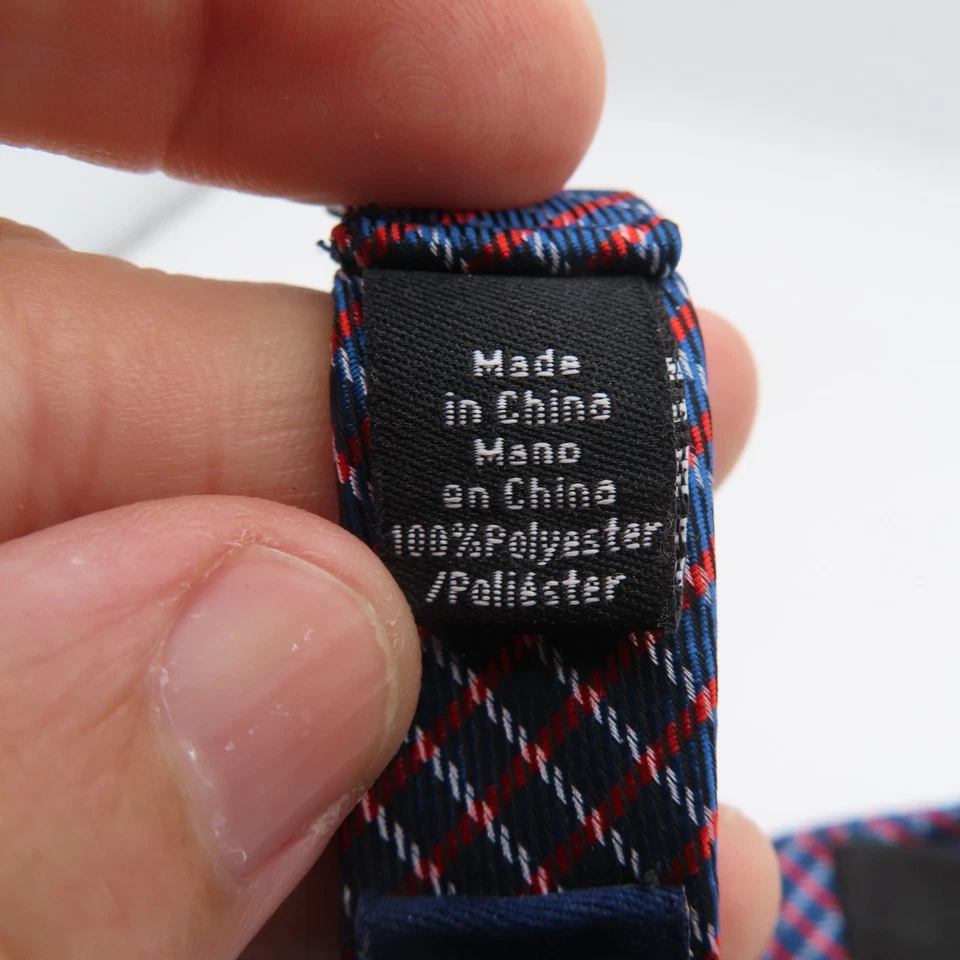 Made
in China
Mano
en China
100%Polyester
/Poliéster